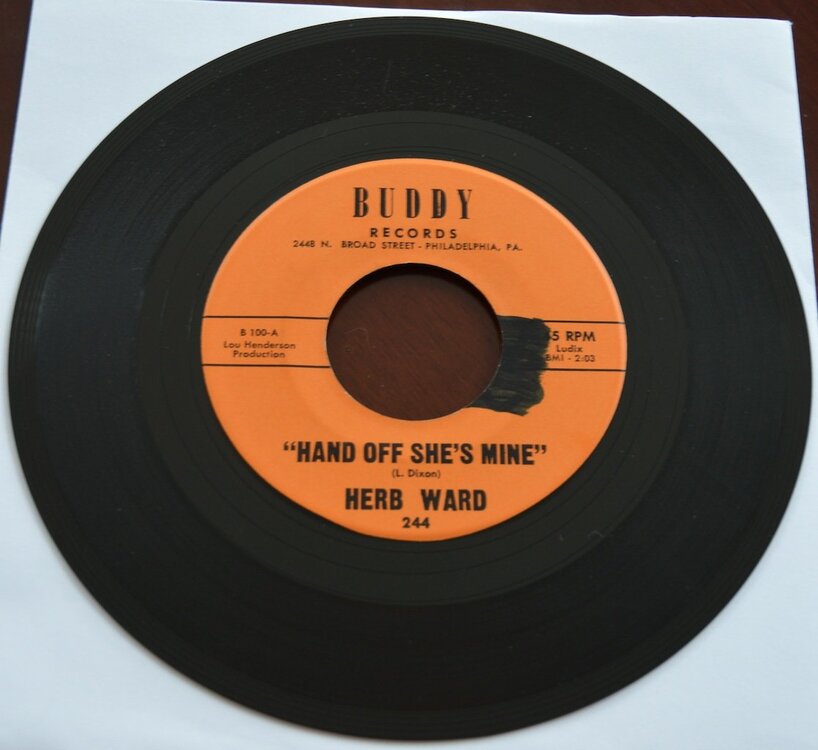 BUDDY
RECORDS
2448 N. BROAD STREET - PHILADELPHIA, PA.
B 100-A
Lou Henderson
Production
5 RPM
Ludix
BMI - 2:03
"HAND OFF SHE'S MINE"
(L. Dixon)
HERB WARD
244